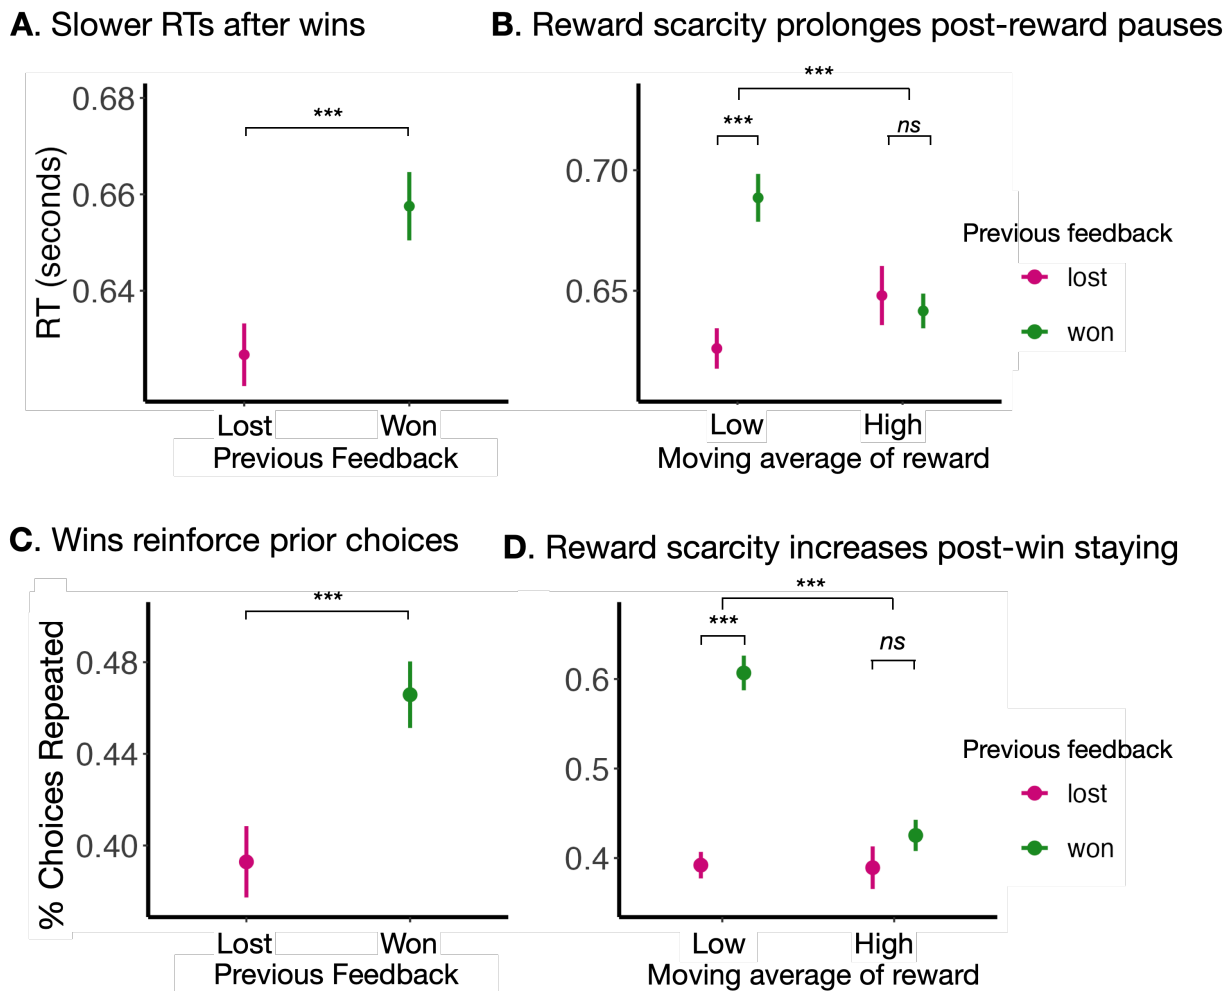 A. Slower RTs after wins
B. Reward scarcity prolonges post-reward pauses
RT (seconds)
0.68
0.66
0.64
***
Lost
Won
Previous Feedback
0.70
0.65
***
***
ns
Low
High
Moving average of reward
Previous feedback
lost
won
C. Wins reinforce prior choices
D. Reward scarcity increases post-win staying
% Choices Repeated
0.48
0.44
0.40
***
Lost
Won
Previous Feedback
0.6
0.5
0.4
***
***
ns
Low
High
Moving average of reward
Previous feedback
lost
won